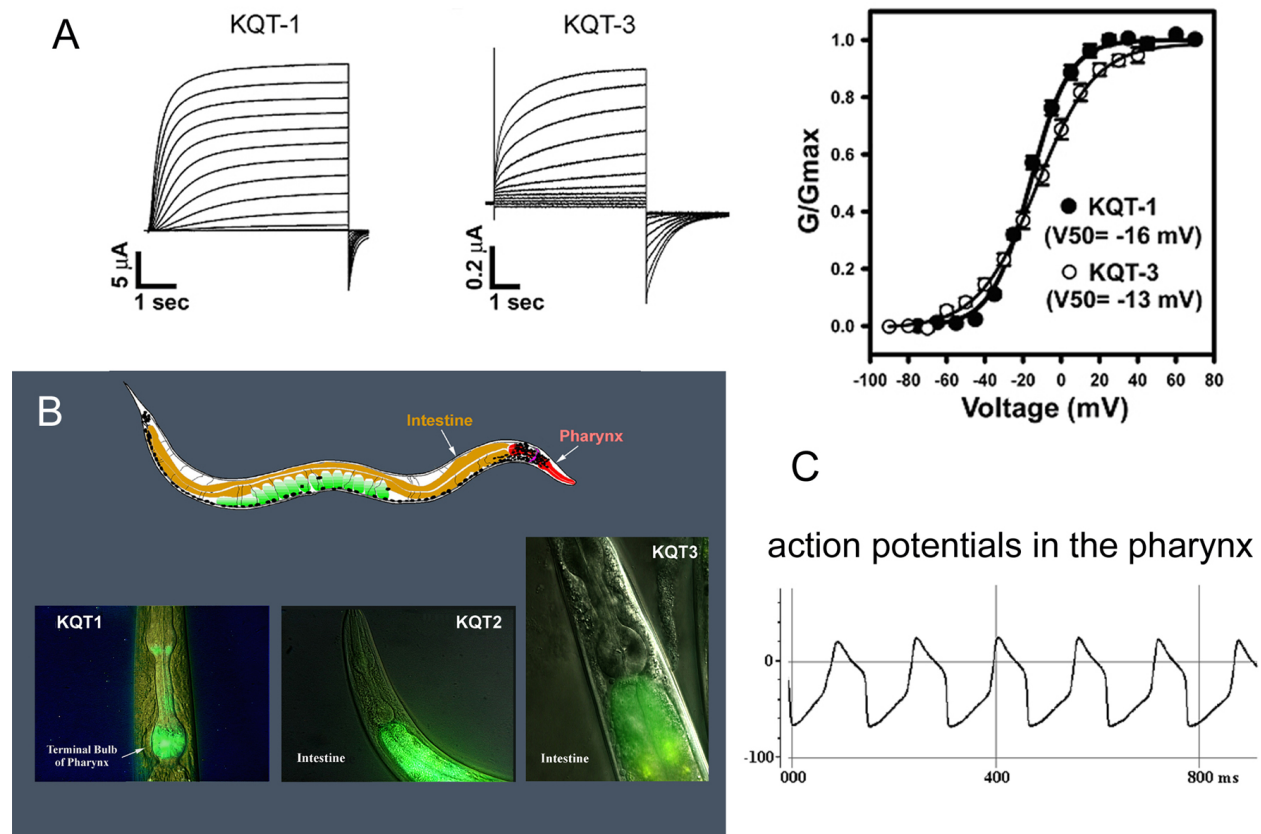 A
KQT-1
KQT-3
5 µA
1 sec
0.2 µA
1 sec
G/Gmax
1.0
0.8
0.6
0.4
0.2
0.0
KQT-1
(V50= -16 mV)
KQT-3
(V50= -13 mV)
-100 -80 -60 -40 -20 0 20 40 60 80
Voltage (mV)
B
Intestine
Pharynx
KQT1
Terminal Bulb
of Pharynx
KQT2
Intestine
KQT3
Intestine
C
action potentials in the pharynx
0
-100
000 400 800 ms